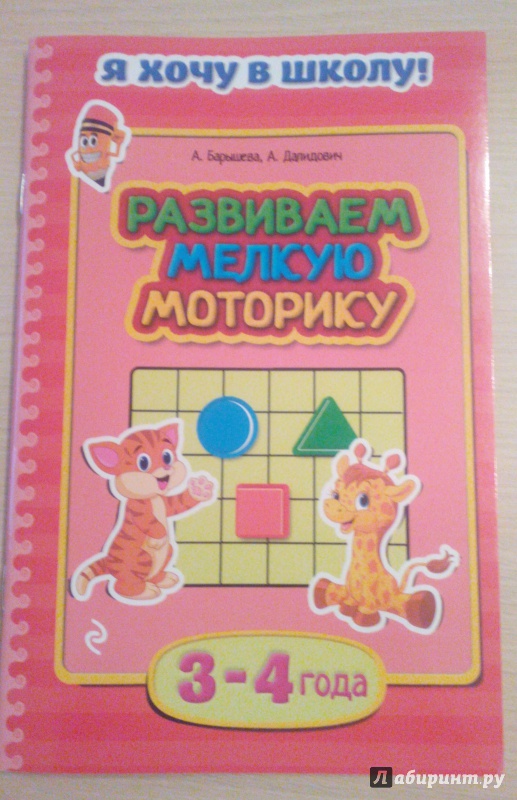 Я ХОЧУ В ШКОЛУ!
А. Барышева, А. Далидович
РАЗВИВАЕМ
МЕЛКУЮ
МОТОРИКУ
3-4 года
Лабиринт.ру